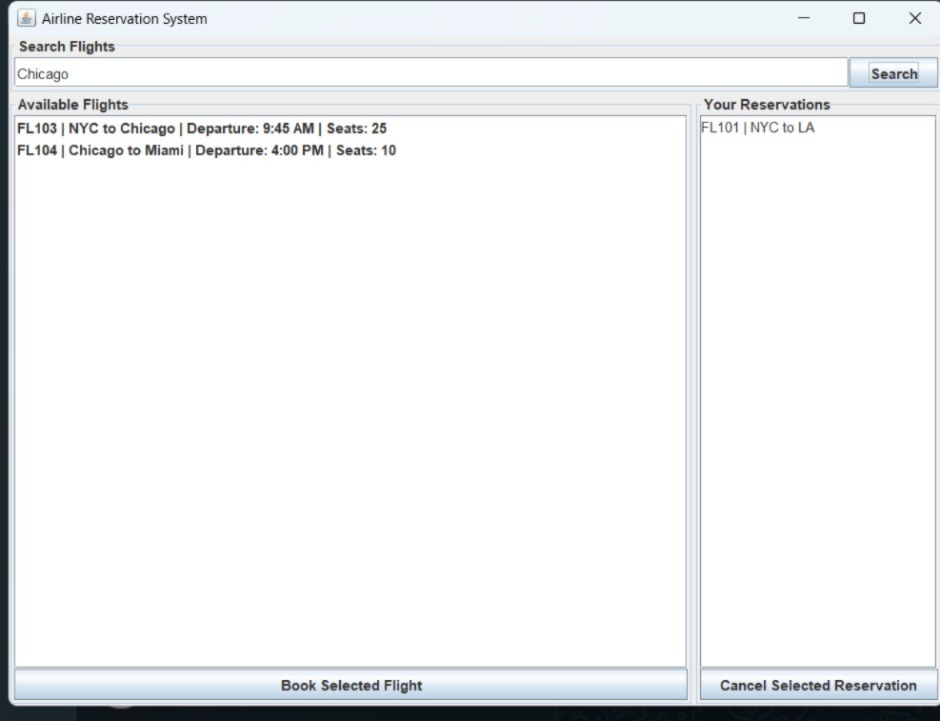 Airline Reservation System
Search Flights
Chicago
Search
Available Flights
FL103 | NYC to Chicago | Departure: 9:45 AM | Seats: 25
FL104 | Chicago to Miami | Departure: 4:00 PM | Seats: 10
Your Reservations
FL101 | NYC to LA
Book Selected Flight
Cancel Selected Reservation